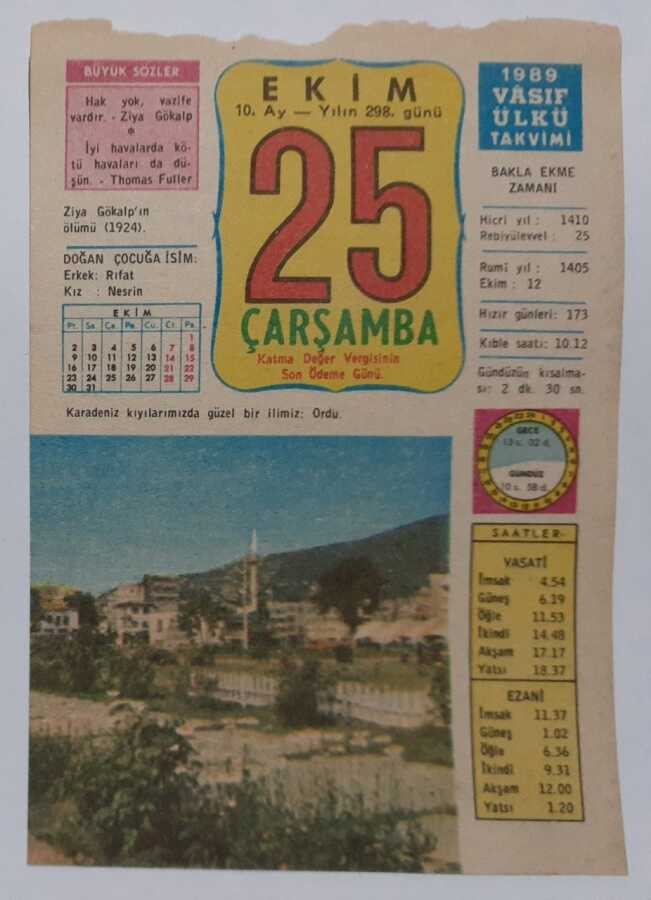 BÜYÜK SÖZLER
Hak yok, vazife
vardır. - Ziya Gökalp
*
İyi havalarda kö-
tü havaları da dü-
şün. - Thomas Fuller
Ziya Gökalp'ın
ölümü (1924).
DOĞAN ÇOCUĞA İSİM:
Erkek: Rıfat
Kız : Nesrin
EKİM
Pt. Sa. Ça. Pe. Cu. Ct. Pa.
1
2 3 4 5 6 7 8
9 10 11 12 13 14 15
16 17 18 19 20 21 22
23 24 25 26 27 28 29
30 31
EKİM
10. Ay — Yılın 298. günü
25
ÇARŞAMBA
Katma Değer Vergisinin
Son Ödeme Günü.
1989
VÂSIF
ÜLKÜ
TAKVİMİ
BAKLA EKME
ZAMANI
Hicri yıl : 1410
Rebiyülevvel : 25
Rumî yıl : 1405
Ekim : 12
Hızır günleri: 173
Kıble saati: 10.12
Gündüzün kısalma-
sı: 2 dk. 30 sn.
Karadeniz kıyılarımızda güzel bir ilimiz: Ordu.
GECE
13 s. 02 d.
GÜNDÜZ
10 s. 58 d.
SAATLER
VASATİ
İmsak 4.54
Güneş 6.19
Öğle 11.53
İkindi 14.48
Akşam 17.17
Yatsı 18.37
EZANİ
İmsak 11.37
Güneş 1.02
Öğle 6.36
İkindi 9.31
Akşam 12.00
Yatsı 1.20